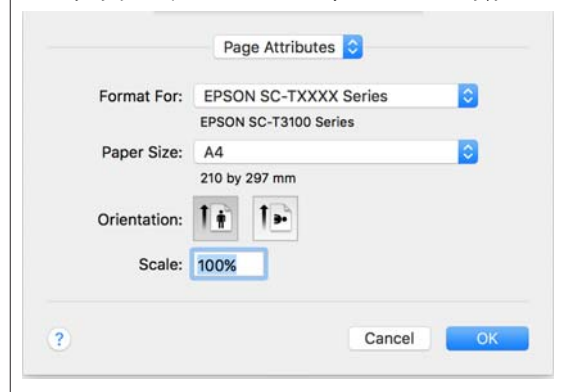 Page Attributes
Format For: EPSON SC-TXXXX Series
EPSON SC-T3100 Series
Paper Size: A4
210 by 297 mm
Orientation:
Scale: 100%
? Cancel OK